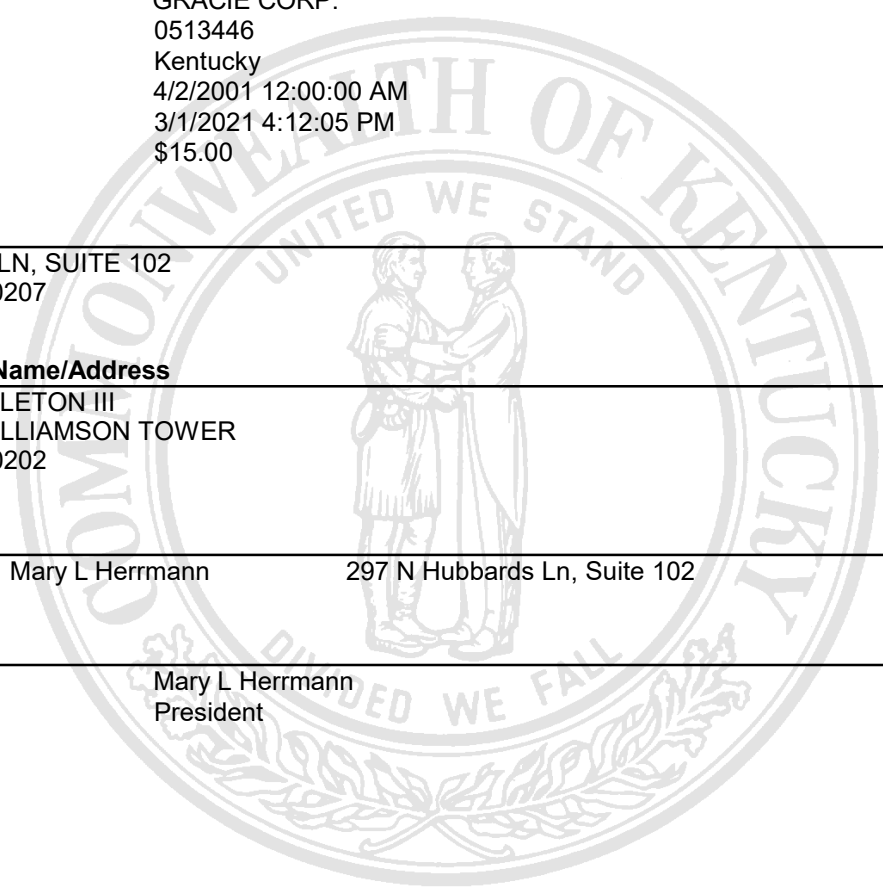 GRACIE CORP.
0513446
Kentucky
4/2/2001 12:00:00 AM
3/1/2021 4:12:05 PM
$15.00
LN, SUITE 102
0207
Name/Address
LETON III
LLIAMSON TOWER
0202
Mary L Herrmann 297 N Hubbards Ln, Suite 102
Mary L Herrmann
President
COMMONWEALTH OF KENTUCKY
UNITED WE STAND
DIVIDED WE FALL